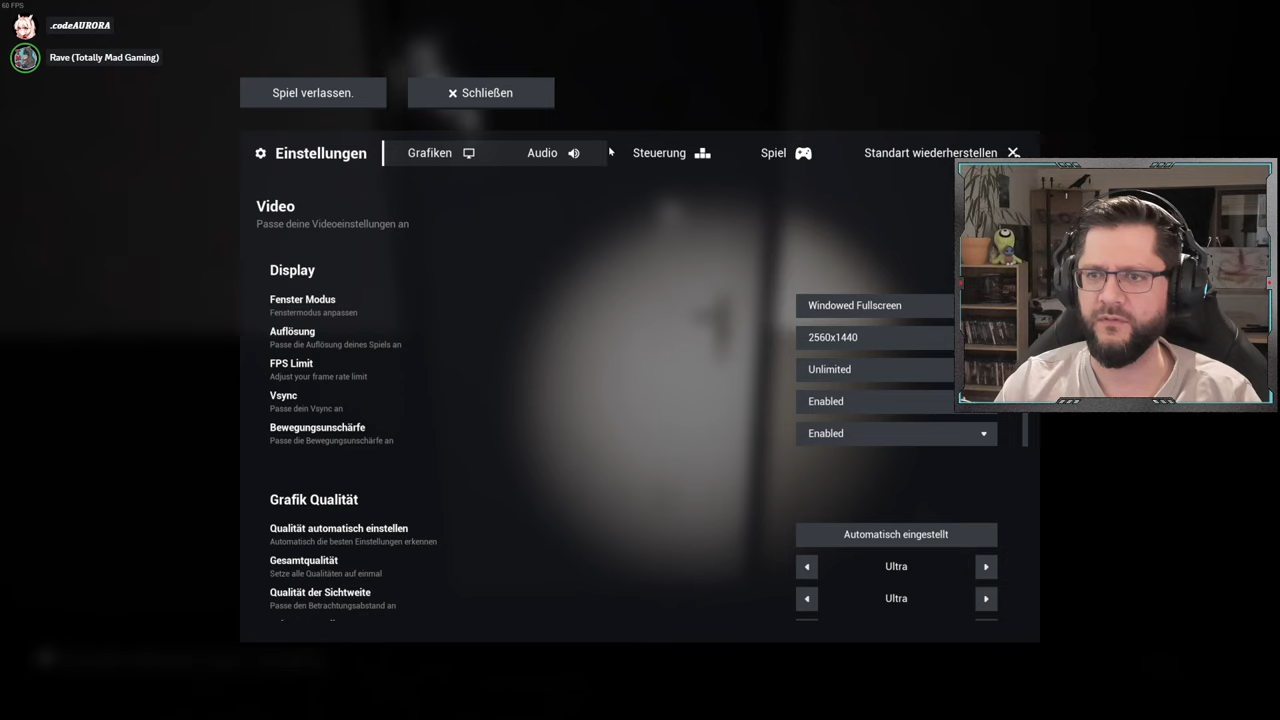 60 FPS
.codeAURORA
Rave (Totally Mad Gaming)
Spiel verlassen.
Schließen
Einstellungen
Grafiken
Audio
Steuerung
Spiel
Standart wiederherstellen
Video
Passe deine Videoeinstellungen an
Display
Fenster Modus
Fenstermodus anpassen
Windowed Fullscreen
Auflösung
Passe die Auflösung deines Spiels an
2560x1440
FPS Limit
Adjust your frame rate limit
Unlimited
Vsync
Passe dein Vsync an
Enabled
Bewegungsunschärfe
Passe die Bewegungsunschärfe an
Enabled
Grafik Qualität
Qualität automatisch einstellen
Automatisch die besten Einstellungen erkennen
Automatisch eingestellt
Gesamtqualität
Setze alle Qualitäten auf einmal
Ultra
Qualität der Sichtweite
Passe den Betrachtungsabstand an
Ultra